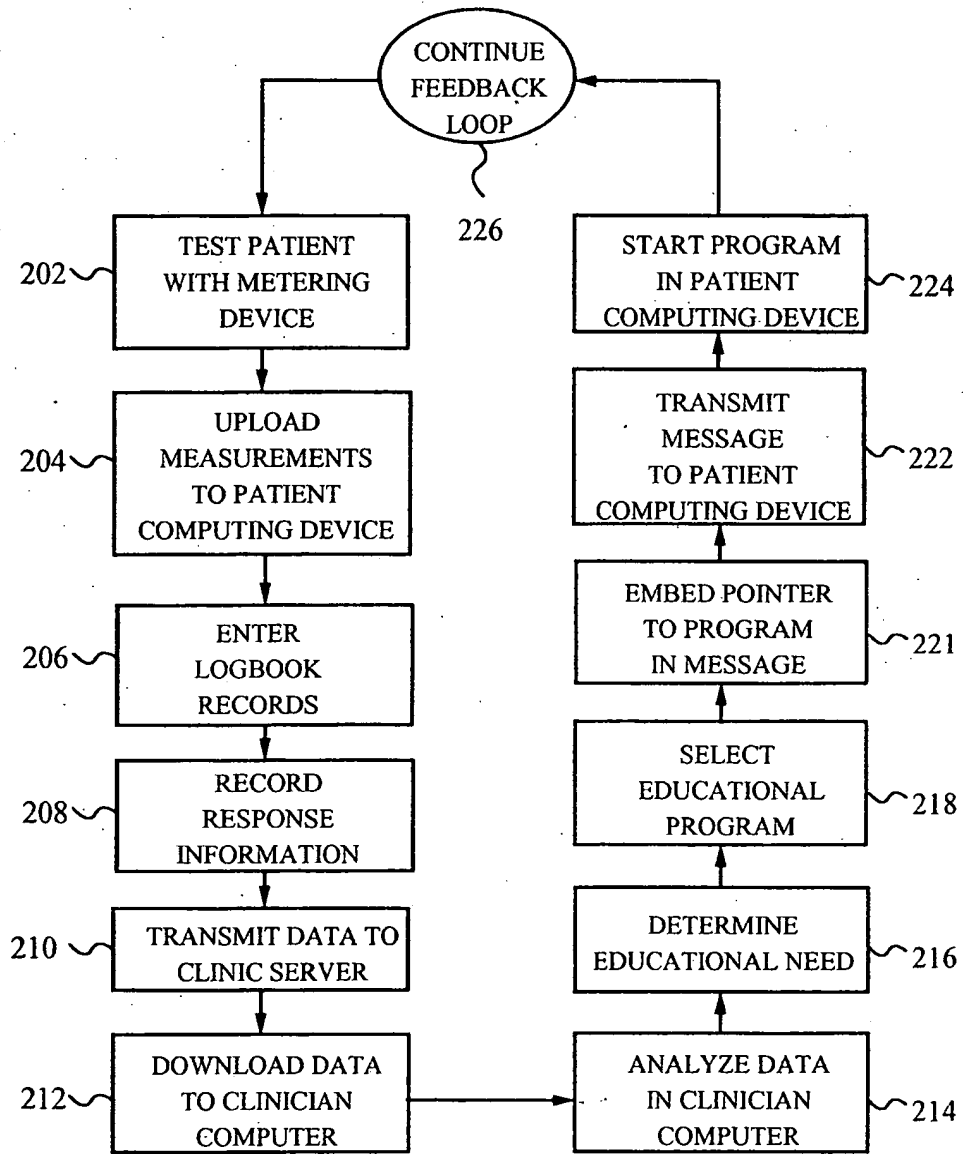 CONTINUE
FEEDBACK
LOOP
226
202
TEST PATIENT
WITH METERING
DEVICE
204
UPLOAD
MEASUREMENTS
TO PATIENT
COMPUTING DEVICE
206
ENTER
LOGBOOK
RECORDS
208
RECORD
RESPONSE
INFORMATION
210
TRANSMIT DATA TO
CLINIC SERVER
212
DOWNLOAD DATA
TO CLINICIAN
COMPUTER
ANALYZE DATA
IN CLINICIAN
COMPUTER
214
DETERMINE
EDUCATIONAL NEED
216
SELECT
EDUCATIONAL
PROGRAM
218
EMBED POINTER
TO PROGRAM
IN MESSAGE
221
TRANSMIT
MESSAGE
TO PATIENT
COMPUTING DEVICE
222
START PROGRAM
IN PATIENT
COMPUTING DEVICE
224